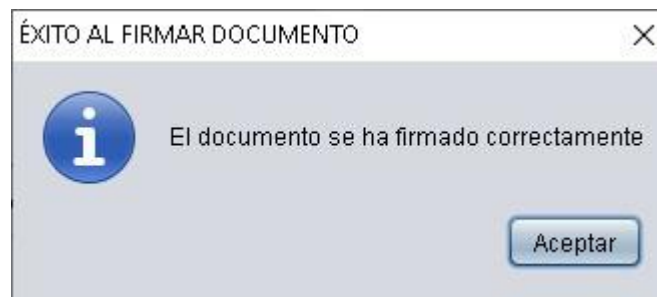 ÉXITO AL FIRMAR DOCUMENTO
El documento se ha firmado correctamente
Aceptar